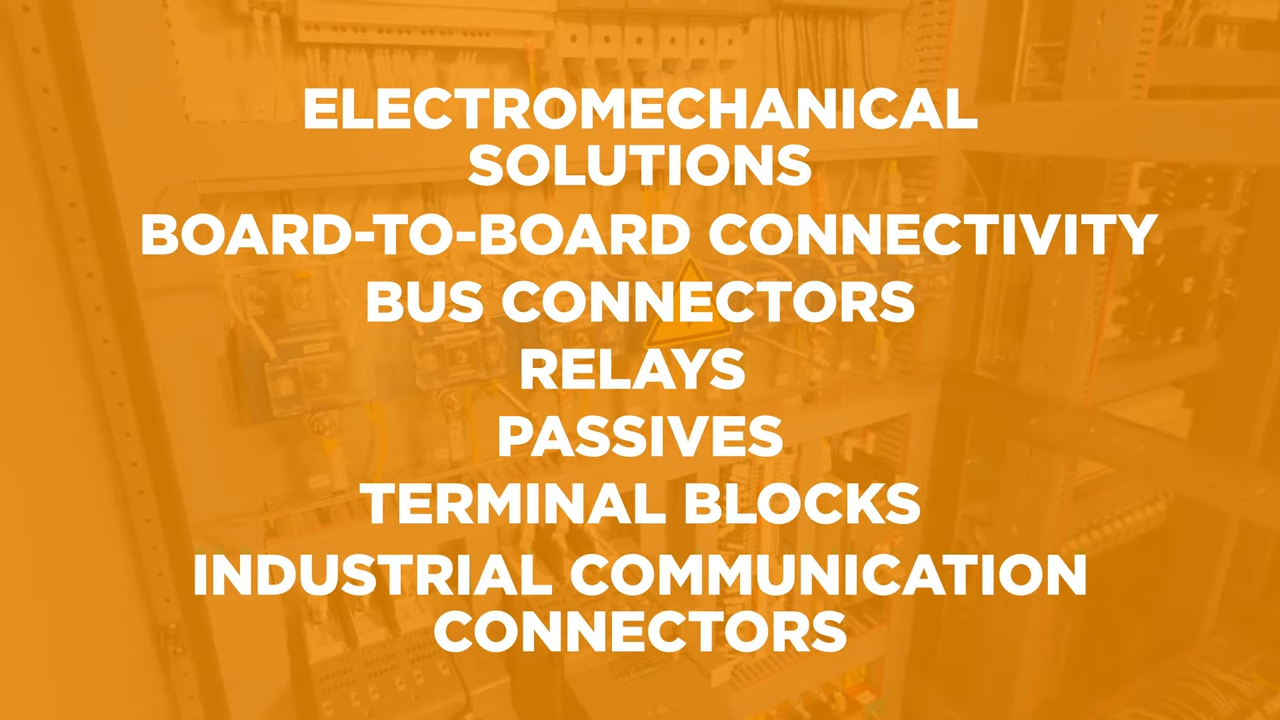 ELECTROMECHANICAL
SOLUTIONS
BOARD-TO-BOARD CONNECTIVITY
BUS CONNECTORS
RELAYS
PASSIVES
TERMINAL BLOCKS
INDUSTRIAL COMMUNICATION
CONNECTORS